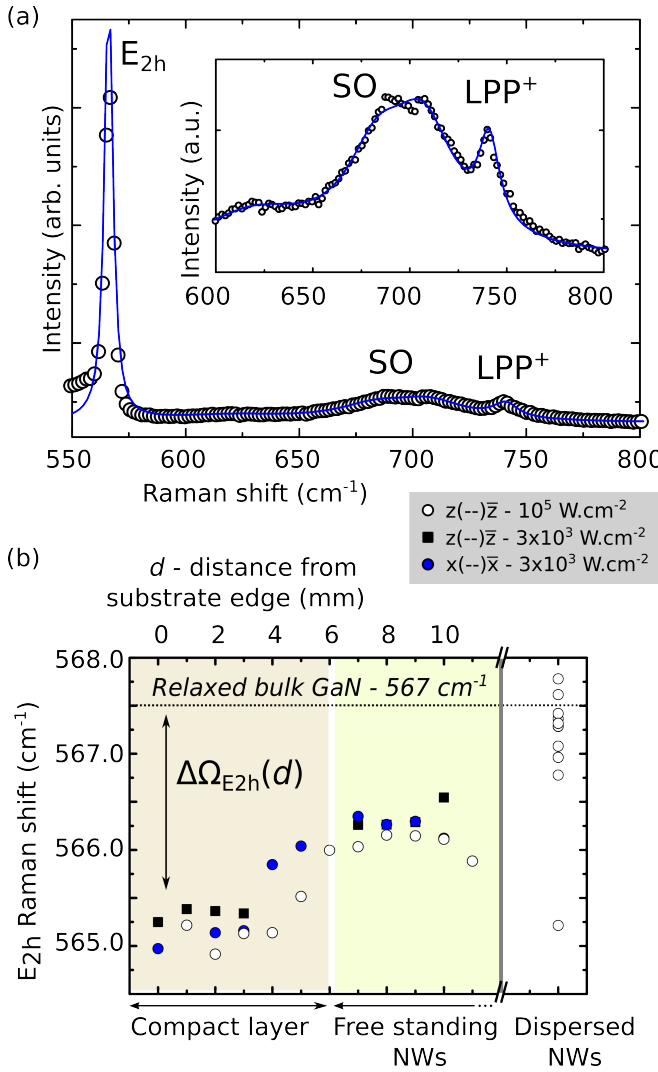 (a)
E2h
SO
LPP+
Intensity (a.u.)
600 650 700 750 800
SO
LPP+
Intensity (arb. units)
550 600 650 700 750 800
Raman shift (cm-1)
z(--)z̅ - 10⁵ W.cm-2
z(--)z̅ - 3x10³ W.cm-2
x(--)x̅ - 3x10³ W.cm-2
(b)
d - distance from
substrate edge (mm)
0 2 4 6 8 10
568.0
567.0
566.0
565.0
E2h Raman shift (cm-1)
Relaxed bulk GaN - 567 cm-1
ΔΩE2h(d)
Compact layer
Free standing
NWs
Dispersed
NWs